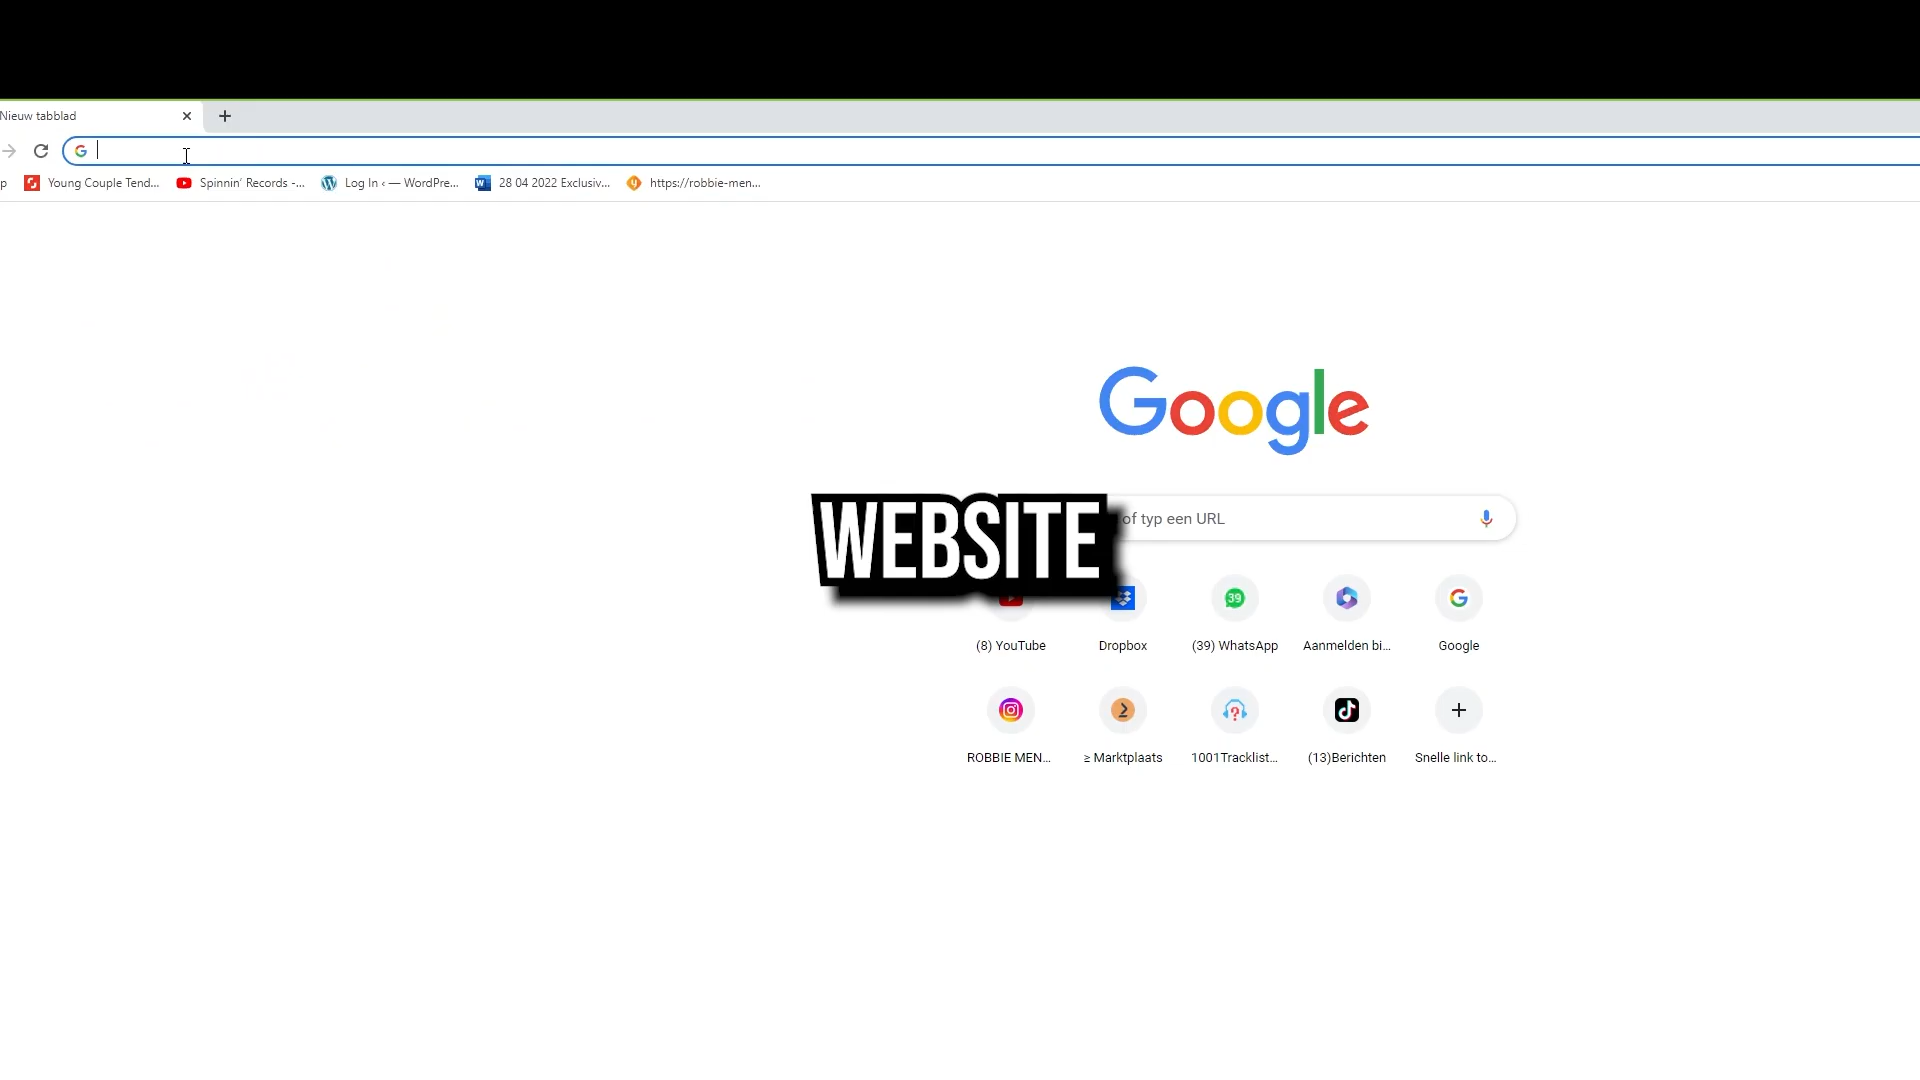 Nieuw tabblad
p
Young Couple Tend...
Spinnin' Records -...
Log In ‹ — WordPre...
28 04 2022 Exclusiv...
https://robbie-men...
Google
of typ een URL
WEBSITE
39
(8) YouTube
Dropbox
(39) WhatsApp
Aanmelden bi...
Google
ROBBIE MEN...
≥ Marktplaats
1001Tracklist...
(13)Berichten
Snelle link to...